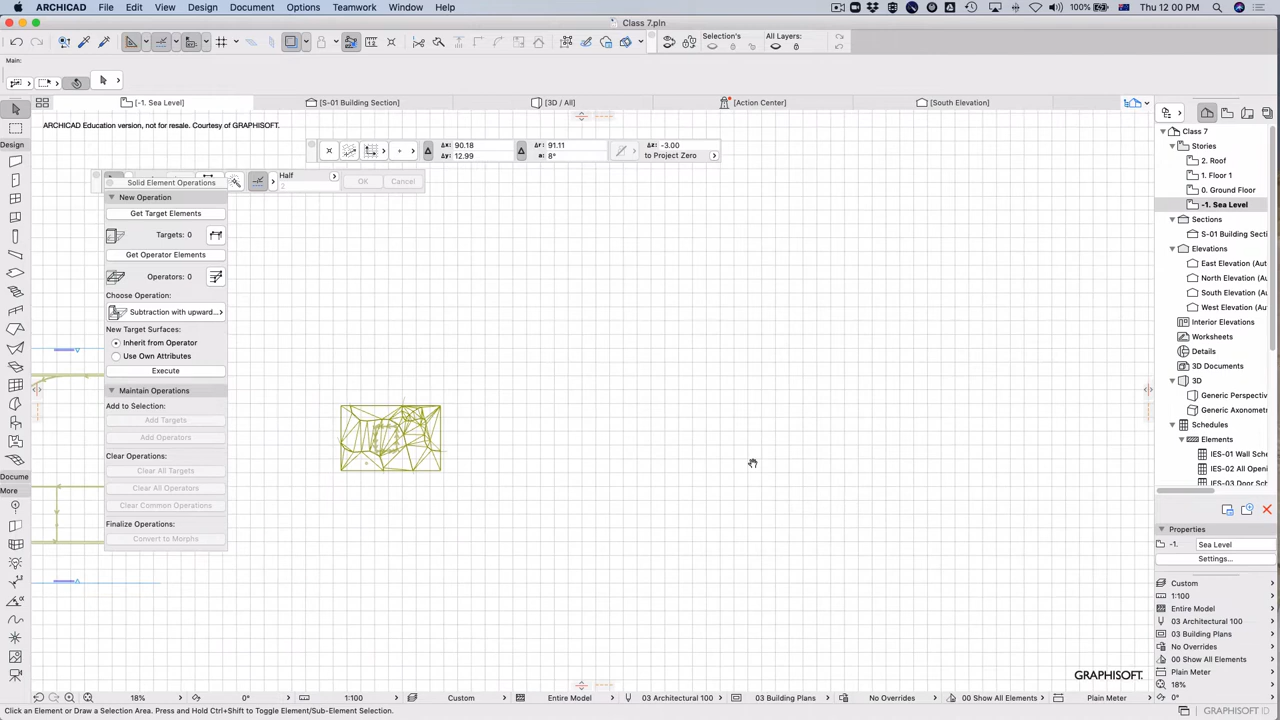 ARCHICAD File Edit View Design Document Options Teamwork Window Help
100% Thu 12 00 PM
Class 7.pln
Selection's
All Layers:
Main:
[-1. Sea Level]
[S-01 Building Section]
[3D / All]
[Action Center]
[South Elevation]
ARCHICAD Education version, not for resale. Courtesy of GRAPHISOFT.
90.18
12.99
91.11
8°
-3.00
to Project Zero
Half
2
OK
Cancel
Solid Element Operations
New Operation
Get Target Elements
Targets: 0
Get Operator Elements
Operators: 0
Choose Operation:
Subtraction with upward...
New Target Surfaces:
Inherit from Operator
Use Own Attributes
Execute
Maintain Operations
Add to Selection:
Add Targets
Add Operators
Clear Operations:
Clear All Targets
Clear All Operators
Clear Common Operations
Finalize Operations:
Convert to Morphs
Design
Docume
More
Class 7
Stories
2. Roof
1. Floor 1
0. Ground Floor
-1. Sea Level
Sections
S-01 Building Secti
Elevations
East Elevation (Aut
North Elevation (Au
South Elevation (Au
West Elevation (Au
Interior Elevations
Worksheets
Details
3D Documents
3D
Generic Perspectiv
Generic Axonometr
Schedules
Elements
IES-01 Wall Sche
IES-02 All Openi
IES-03 Door Sc
Properties
-1.
Sea Level
Settings...
Custom
1:100
Entire Model
03 Architectural 100
03 Building Plans
No Overrides
00 Show All Elements
Plain Meter
18%
0°
GRAPHISOFT.
18%
0°
1:100
Custom
Entire Model
03 Architectural 100
03 Building Plans
No Overrides
00 Show All Elements
Plain Meter
Click an Element or Draw a Selection Area. Press and Hold Ctrl+Shift to Toggle Element/Sub-Element Selection.
GRAPHISOFT ID